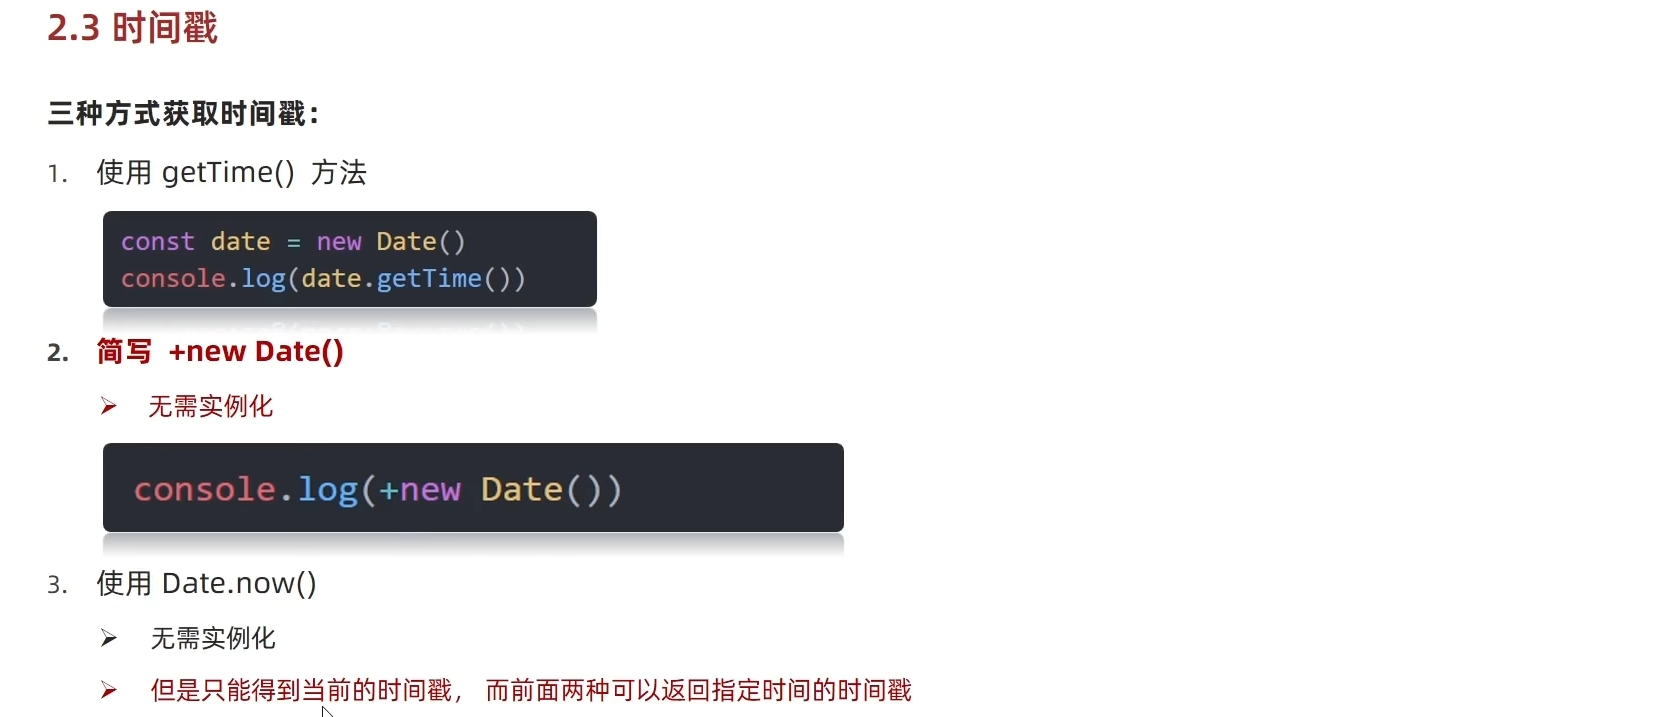 2.3 时间戳
三种方式获取时间戳：
1. 使用 getTime() 方法
const date = new Date()
console.log(date.getTime())
2. 简写 +new Date()
➢ 无需实例化
console.log(+new Date())
3. 使用 Date.now()
➢ 无需实例化
➢ 但是只能得到当前的时间戳， 而前面两种可以返回指定时间的时间戳